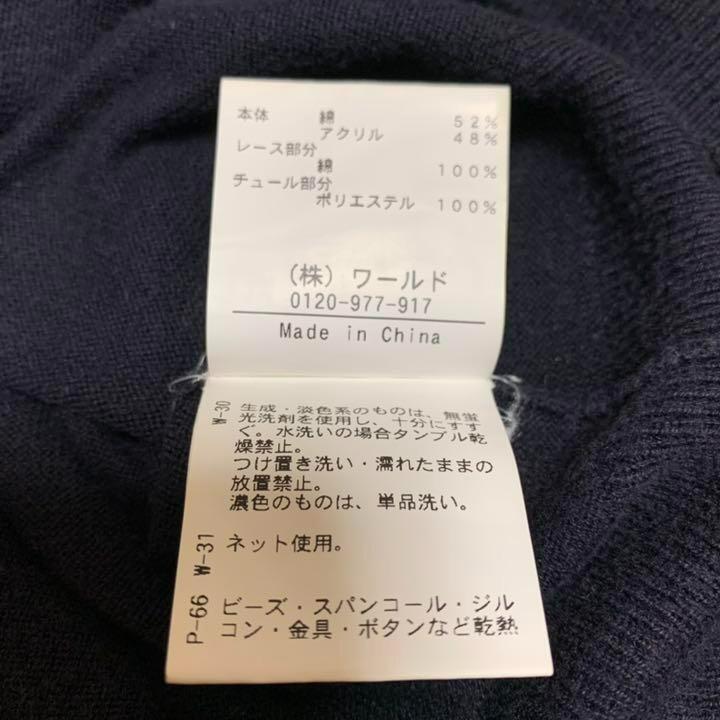 本体 綿 52%
アクリル 48%
レース部分
綿 100%
チュール部分
ポリエステル 100%
(株) ワールド
0120-977-917
Made in China
W-30
生成・淡色系のものは、無蛍
光洗剤を使用し、十分にすす
ぐ。水洗いの場合タンブル乾
燥禁止。
つけ置き洗い・濡れたままの
放置禁止。
濃色のものは、単品洗い。
W-31
ネット使用。
P-66
ビーズ・スパンコール・ジル
コン・金具・ボタンなど乾熱